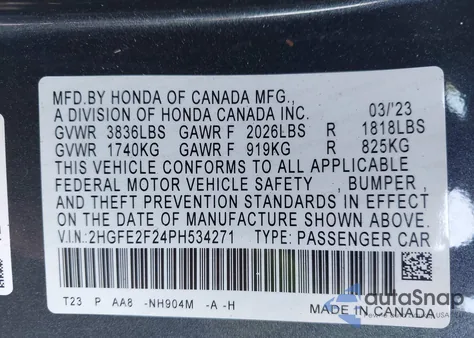 MFD.BY HONDA OF CANADA MFG.,
A DIVISION OF HONDA CANADA INC. 03/'23
GVWR 3836LBS GAWR F 2026LBS R 1818LBS
GVWR 1740KG GAWR F 919KG R 825KG
THIS VEHICLE CONFORMS TO ALL APPLICABLE
FEDERAL MOTOR VEHICLE SAFETY , BUMPER ,
AND THEFT PREVENTION STANDARDS IN EFFECT
ON THE DATE OF MANUFACTURE SHOWN ABOVE.
V.I.N:2HGFE2F24PH534271 TYPE: PASSENGER CAR
T23 P AA8 -NH904M -A -H
MADE IN CANADA
autoSnap